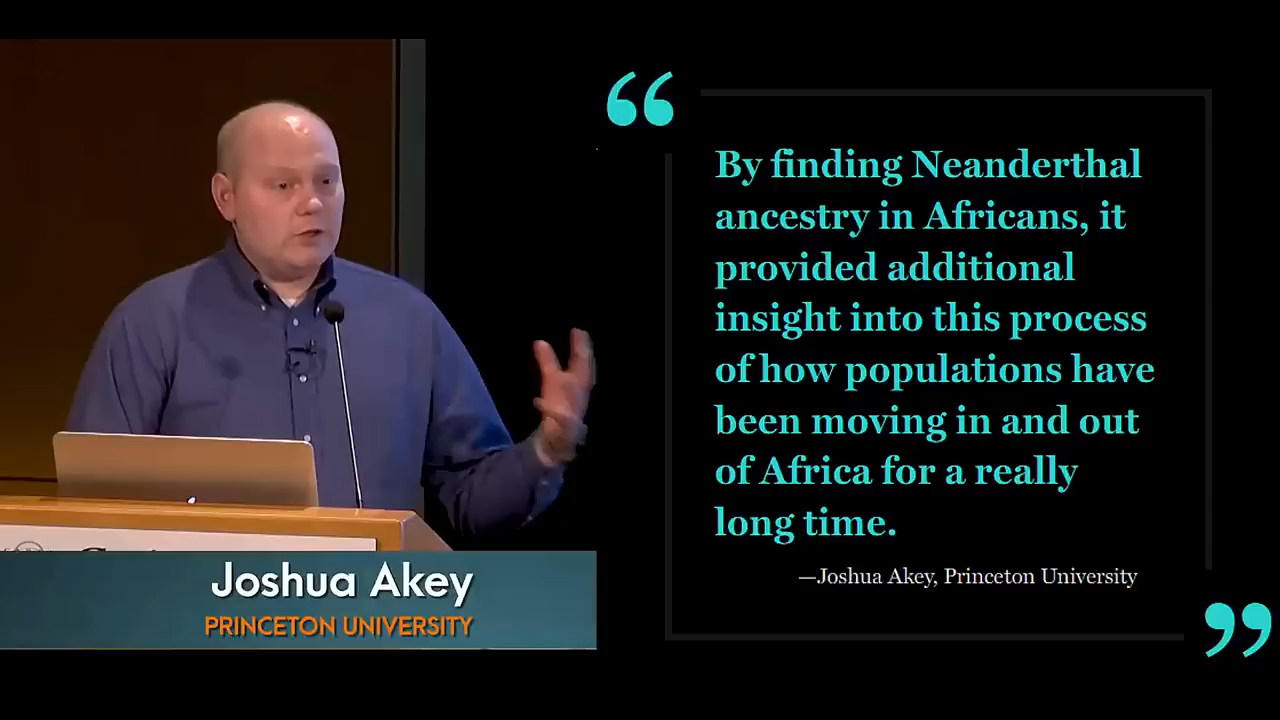 “
By finding Neanderthal
ancestry in Africans, it
provided additional
insight into this process
of how populations have
been moving in and out
of Africa for a really
long time.
—Joshua Akey, Princeton University
”
Joshua Akey
PRINCETON UNIVERSITY